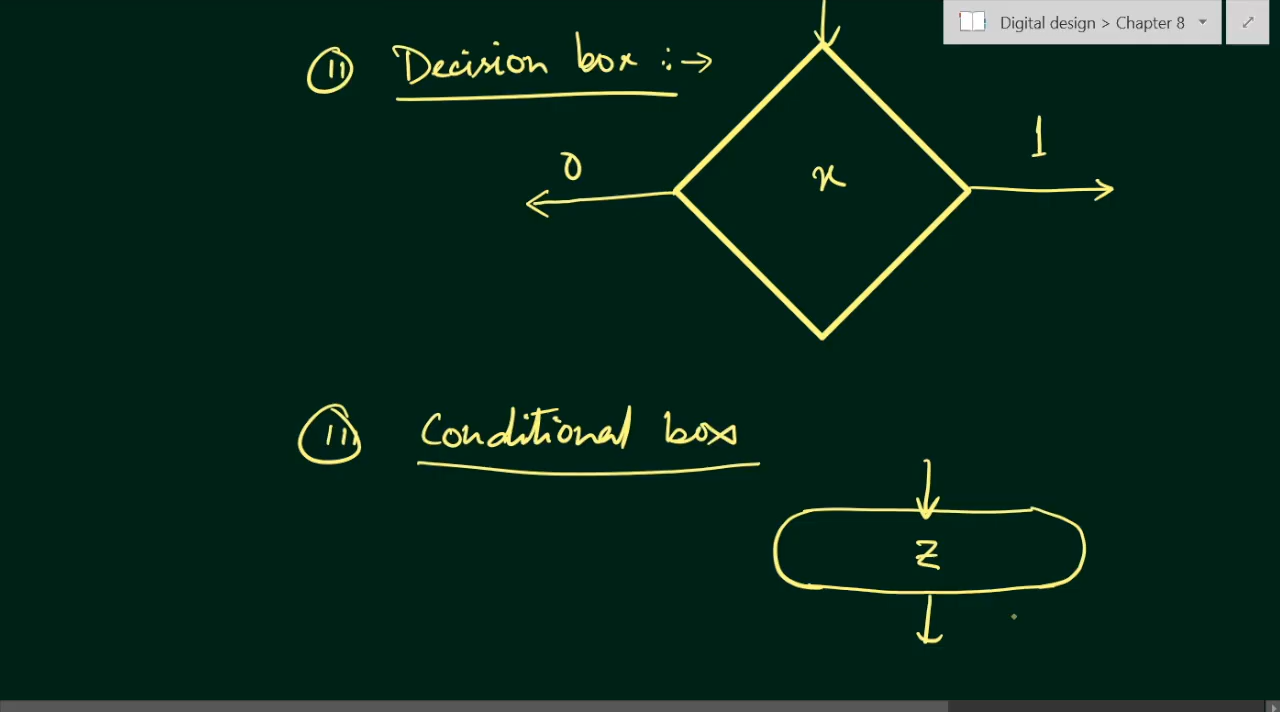 Digital design > Chapter 8
(ii) Decision box :→
0
1
x
(iii) Conditional box
Z